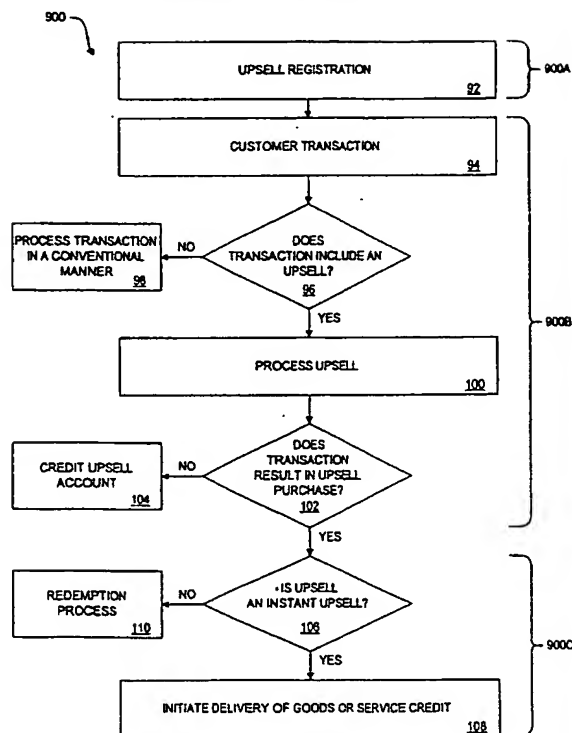 900
UPSELL REGISTRATION
92
900A
CUSTOMER TRANSACTION
94
PROCESS TRANSACTION
IN A CONVENTIONAL
MANNER
98
NO
DOES
TRANSACTION INCLUDE AN
UPSELL?
96
YES
900B
PROCESS UPSELL
100
CREDIT UPSELL
ACCOUNT
104
NO
DOES
TRANSACTION
RESULT IN UPSELL
PURCHASE?
102
YES
REDEMPTION
PROCESS
110
NO
IS UPSELL
AN INSTANT UPSELL?
106
YES
900C
INITIATE DELIVERY OF GOODS OR SERVICE CREDIT
108